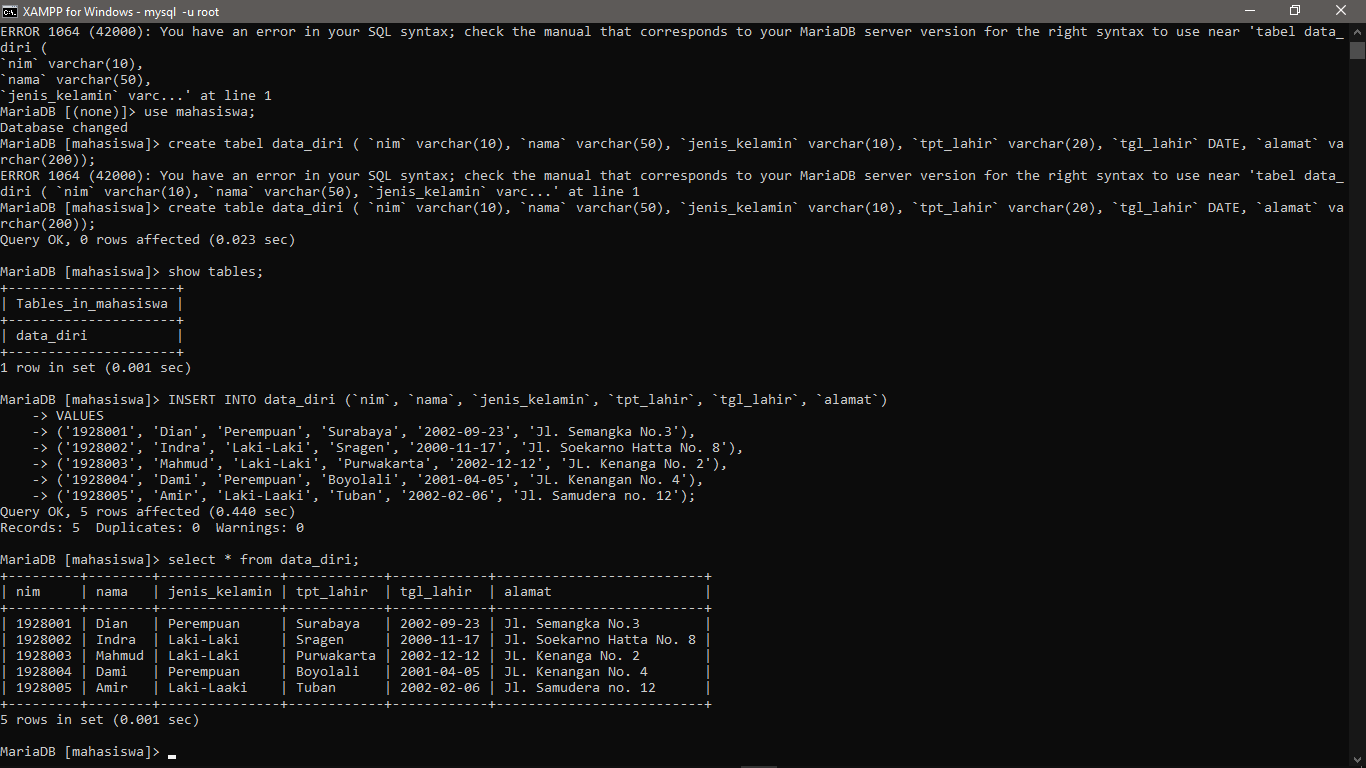 XAMPP for Windows - mysql  -u root
ERROR 1064 (42000): You have an error in your SQL syntax; check the manual that corresponds to your MariaDB server version for the right syntax to use near 'tabel data_
diri (
`nim` varchar(10),
`nama` varchar(50),
`jenis_kelamin` varc...' at line 1
MariaDB [(none)]> use mahasiswa;
Database changed
MariaDB [mahasiswa]> create tabel data_diri ( `nim` varchar(10), `nama` varchar(50), `jenis_kelamin` varchar(10), `tpt_lahir` varchar(20), `tgl_lahir` DATE, `alamat` va
rchar(200));
ERROR 1064 (42000): You have an error in your SQL syntax; check the manual that corresponds to your MariaDB server version for the right syntax to use near 'tabel data_
diri ( `nim` varchar(10), `nama` varchar(50), `jenis_kelamin` varc...' at line 1
MariaDB [mahasiswa]> create table data_diri ( `nim` varchar(10), `nama` varchar(50), `jenis_kelamin` varchar(10), `tpt_lahir` varchar(20), `tgl_lahir` DATE, `alamat` va
rchar(200));
Query OK, 0 rows affected (0.023 sec)

MariaDB [mahasiswa]> show tables;
+---------------------+
| Tables_in_mahasiswa |
+---------------------+
| data_diri           |
+---------------------+
1 row in set (0.001 sec)

MariaDB [mahasiswa]> INSERT INTO data_diri (`nim`, `nama`, `jenis_kelamin`, `tpt_lahir`, `tgl_lahir`, `alamat`)
    -> VALUES
    -> ('1928001', 'Dian', 'Perempuan', 'Surabaya', '2002-09-23', 'Jl. Semangka No.3'),
    -> ('1928002', 'Indra', 'Laki-Laki', 'Sragen', '2000-11-17', 'Jl. Soekarno Hatta No. 8'),
    -> ('1928003', 'Mahmud', 'Laki-Laki', 'Purwakarta', '2002-12-12', 'JL. Kenanga No. 2'),
    -> ('1928004', 'Dami', 'Perempuan', 'Boyolali', '2001-04-05', 'JL. Kenangan No. 4'),
    -> ('1928005', 'Amir', 'Laki-Laaki', 'Tuban', '2002-02-06', 'Jl. Samudera no. 12');
Query OK, 5 rows affected (0.440 sec)
Records: 5  Duplicates: 0  Warnings: 0

MariaDB [mahasiswa]> select * from data_diri;
+---------+--------+---------------+------------+------------+--------------------------+
| nim     | nama   | jenis_kelamin | tpt_lahir  | tgl_lahir  | alamat                   |
+---------+--------+---------------+------------+------------+--------------------------+
| 1928001 | Dian   | Perempuan     | Surabaya   | 2002-09-23 | Jl. Semangka No.3        |
| 1928002 | Indra  | Laki-Laki     | Sragen     | 2000-11-17 | Jl. Soekarno Hatta No. 8 |
| 1928003 | Mahmud | Laki-Laki     | Purwakarta | 2002-12-12 | JL. Kenanga No. 2        |
| 1928004 | Dami   | Perempuan     | Boyolali   | 2001-04-05 | JL. Kenangan No. 4       |
| 1928005 | Amir   | Laki-Laaki    | Tuban      | 2002-02-06 | Jl. Samudera no. 12      |
+---------+--------+---------------+------------+------------+--------------------------+
5 rows in set (0.001 sec)

MariaDB [mahasiswa]>